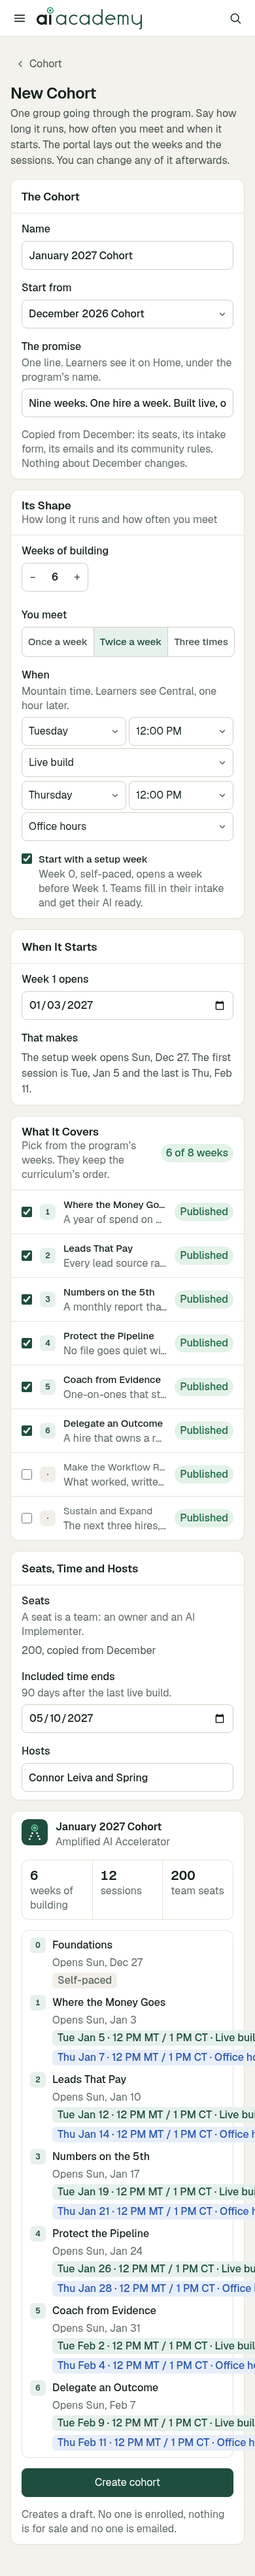 ai academy
Cohort
New Cohort
One group going through the program. Say how
long it runs, how often you meet and when it
starts. The portal lays out the weeks and the
sessions. You can change any of it afterwards.
The Cohort
Name
January 2027 Cohort
Start from
December 2026 Cohort
The promise
One line. Learners see it on Home, under the
program's name.
Nine weeks. One hire a week. Built live, o
Copied from December: its seats, its intake
form, its emails and its community rules.
Nothing about December changes.
Its Shape
How long it runs and how often you meet
Weeks of building
− 6 +
You meet
Once a week Twice a week Three times
When
Mountain time. Learners see Central, one
hour later.
Tuesday 12:00 PM
Live build
Thursday 12:00 PM
Office hours
Start with a setup week
Week 0, self-paced, opens a week
before Week 1. Teams fill in their intake
and get their AI ready.
When It Starts
Week 1 opens
01/03/2027
That makes
The setup week opens Sun, Dec 27. The first
session is Tue, Jan 5 and the last is Thu, Feb
11.
What It Covers
Pick from the program's
weeks. They keep the
curriculum's order.
6 of 8 weeks
1 Where the Money Go… Published
A year of spend on …
2 Leads That Pay Published
Every lead source ra…
3 Numbers on the 5th Published
A monthly report tha…
4 Protect the Pipeline Published
No file goes quiet wi…
5 Coach from Evidence Published
One-on-ones that st…
6 Delegate an Outcome Published
A hire that owns a r…
· Make the Workflow R… Published
What worked, writte…
· Sustain and Expand Published
The next three hires,…
Seats, Time and Hosts
Seats
A seat is a team: an owner and an AI
Implementer.
200, copied from December
Included time ends
90 days after the last live build.
05/10/2027
Hosts
Connor Leiva and Spring
January 2027 Cohort
Amplified AI Accelerator
6 12 200
weeks of sessions team seats
building
0 Foundations
Opens Sun, Dec 27
Self-paced
1 Where the Money Goes
Opens Sun, Jan 3
Tue Jan 5 · 12 PM MT / 1 PM CT · Live buil
Thu Jan 7 · 12 PM MT / 1 PM CT · Office ho
2 Leads That Pay
Opens Sun, Jan 10
Tue Jan 12 · 12 PM MT / 1 PM CT · Live bu
Thu Jan 14 · 12 PM MT / 1 PM CT · Office h
3 Numbers on the 5th
Opens Sun, Jan 17
Tue Jan 19 · 12 PM MT / 1 PM CT · Live bu
Thu Jan 21 · 12 PM MT / 1 PM CT · Office h
4 Protect the Pipeline
Opens Sun, Jan 24
Tue Jan 26 · 12 PM MT / 1 PM CT · Live bu
Thu Jan 28 · 12 PM MT / 1 PM CT · Office
5 Coach from Evidence
Opens Sun, Jan 31
Tue Feb 2 · 12 PM MT / 1 PM CT · Live buil
Thu Feb 4 · 12 PM MT / 1 PM CT · Office ho
6 Delegate an Outcome
Opens Sun, Feb 7
Tue Feb 9 · 12 PM MT / 1 PM CT · Live buil
Thu Feb 11 · 12 PM MT / 1 PM CT · Office h
Create cohort
Creates a draft. No one is enrolled, nothing
is for sale and no one is emailed.